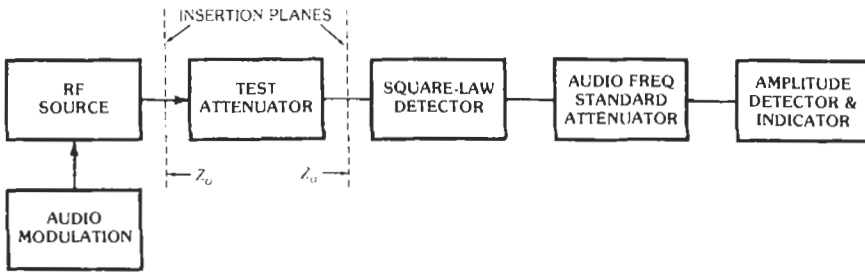 INSERTION PLANES
RF
SOURCE
TEST
ATTENUATOR
SQUARE-LAW
DETECTOR
AUDIO FREQ
STANDARD
ATTENUATOR
AMPLITUDE
DETECTOR &
INDICATOR
Z₀
Z₀
AUDIO
MODULATION